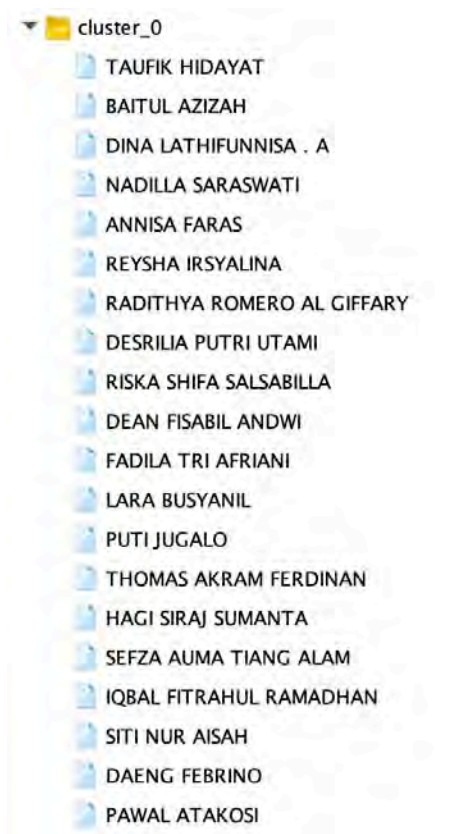 cluster_0
TAUFIK HIDAYAT
BAITUL AZIZAH
DINA LATHIFUNNISA . A
NADILLA SARASWATI
ANNISA FARAS
REYSHA IRSYALINA
RADITHYA ROMERO AL GIFFARY
DESRILIA PUTRI UTAMI
RISKA SHIFA SALSABILLA
DEAN FISABIL ANDWI
FADILA TRI AFRIANI
LARA BUSYANIL
PUTI JUGALO
THOMAS AKRAM FERDINAN
HAGI SIRAJ SUMANTA
SEFZA AUMA TIANG ALAM
IQBAL FITRAHUL RAMADHAN
SITI NUR AISAH
DAENG FEBRINO
PAWAL ATAKOSI